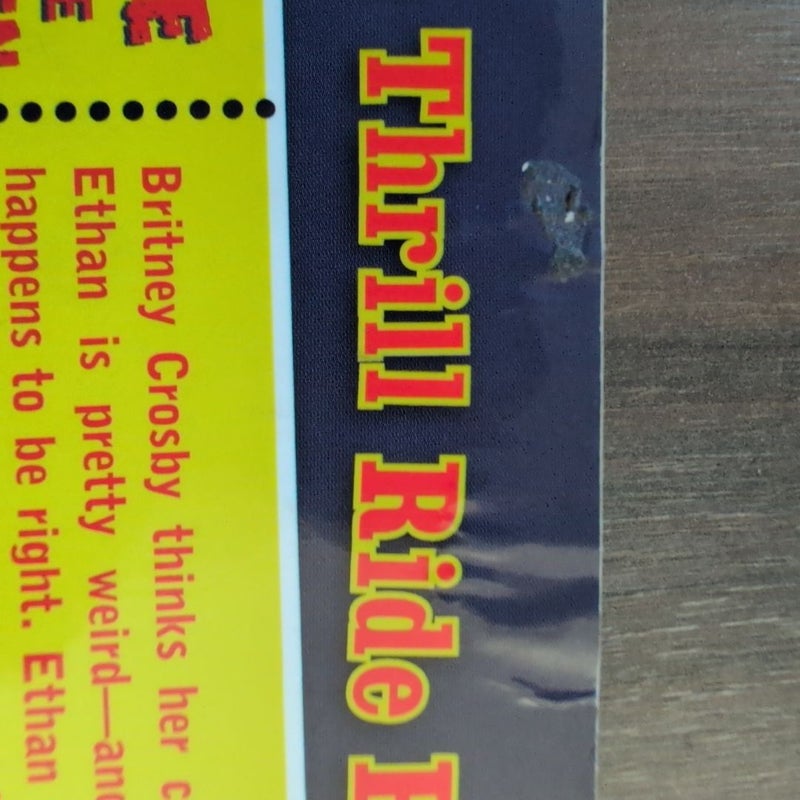 Thrill Ride
Britney Crosby thinks her
Ethan is pretty weird—and
happens to be right. Ethan